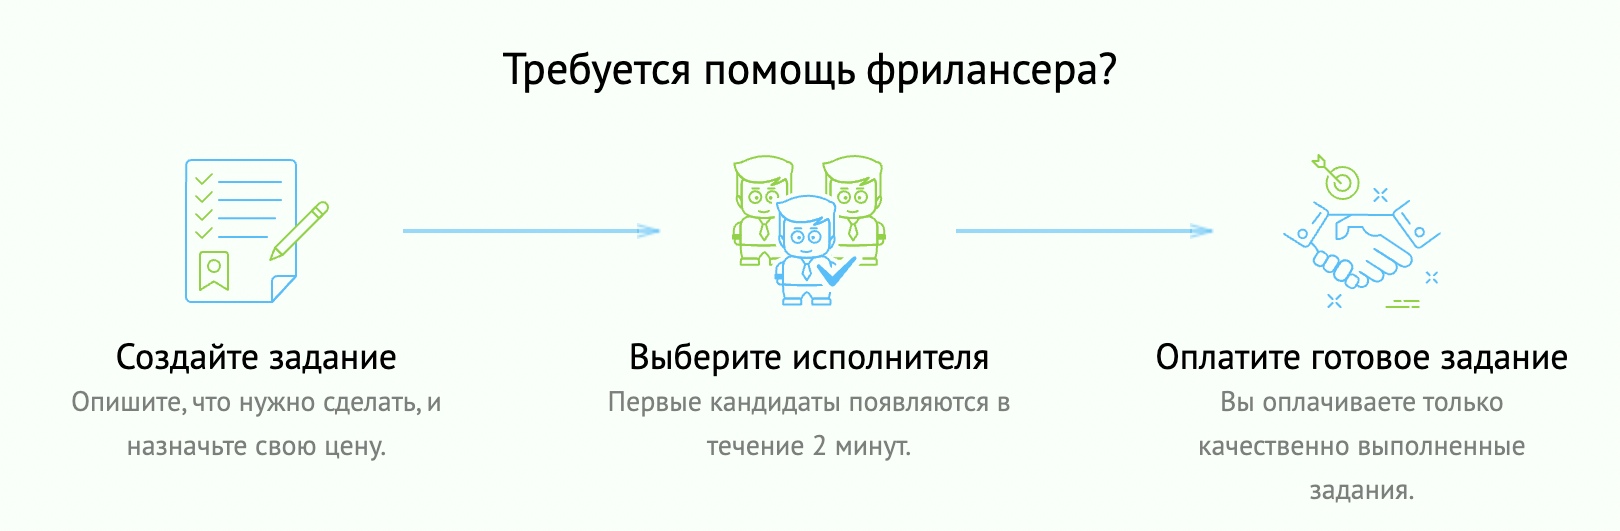 Требуется помощь фрилансера?
Создайте задание
Опишите, что нужно сделать, и
назначьте свою цену.
Выберите исполнителя
Первые кандидаты появляются в
течение 2 минут.
Оплатите готовое задание
Вы оплачиваете только
качественно выполненные
задания.